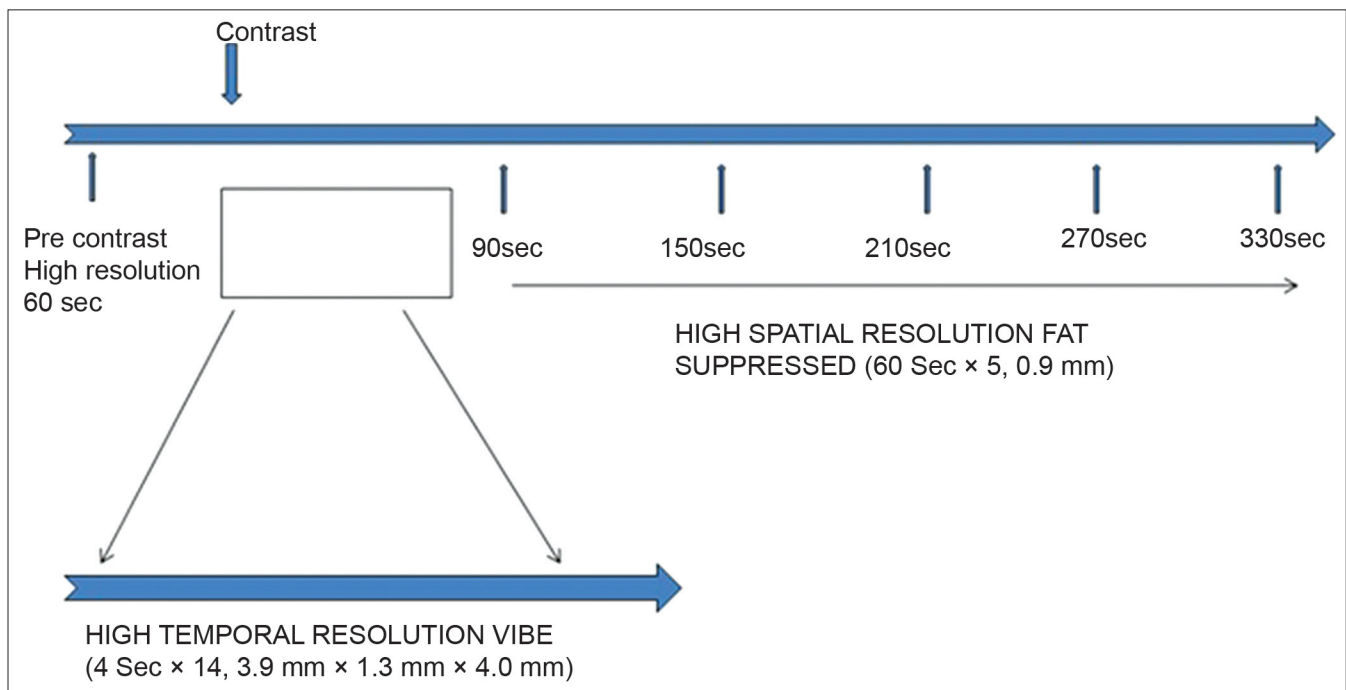 Contrast
Pre contrast
High resolution
60 sec
90sec
150sec
210sec
270sec
330sec
HIGH SPATIAL RESOLUTION FAT
SUPPRESSED (60 Sec × 5, 0.9 mm)
HIGH TEMPORAL RESOLUTION VIBE
(4 Sec × 14, 3.9 mm × 1.3 mm × 4.0 mm)